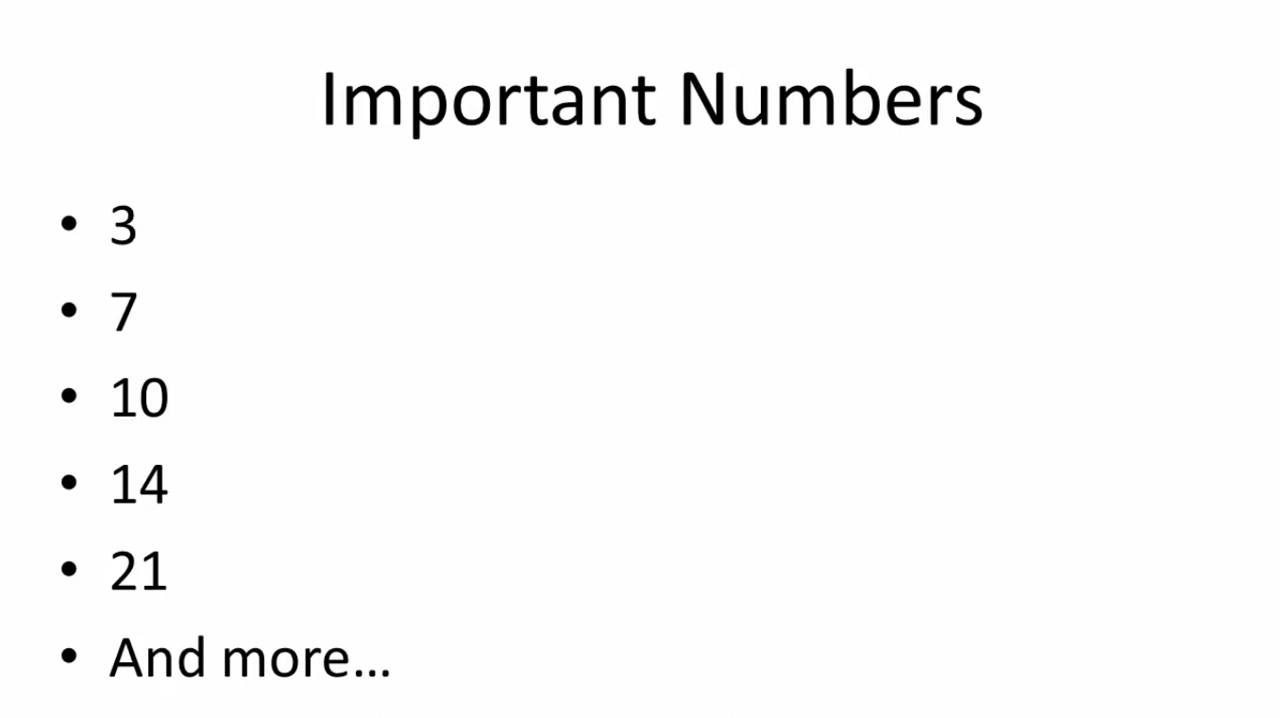 Important Numbers
• 3
• 7
• 10
• 14
• 21
• And more…